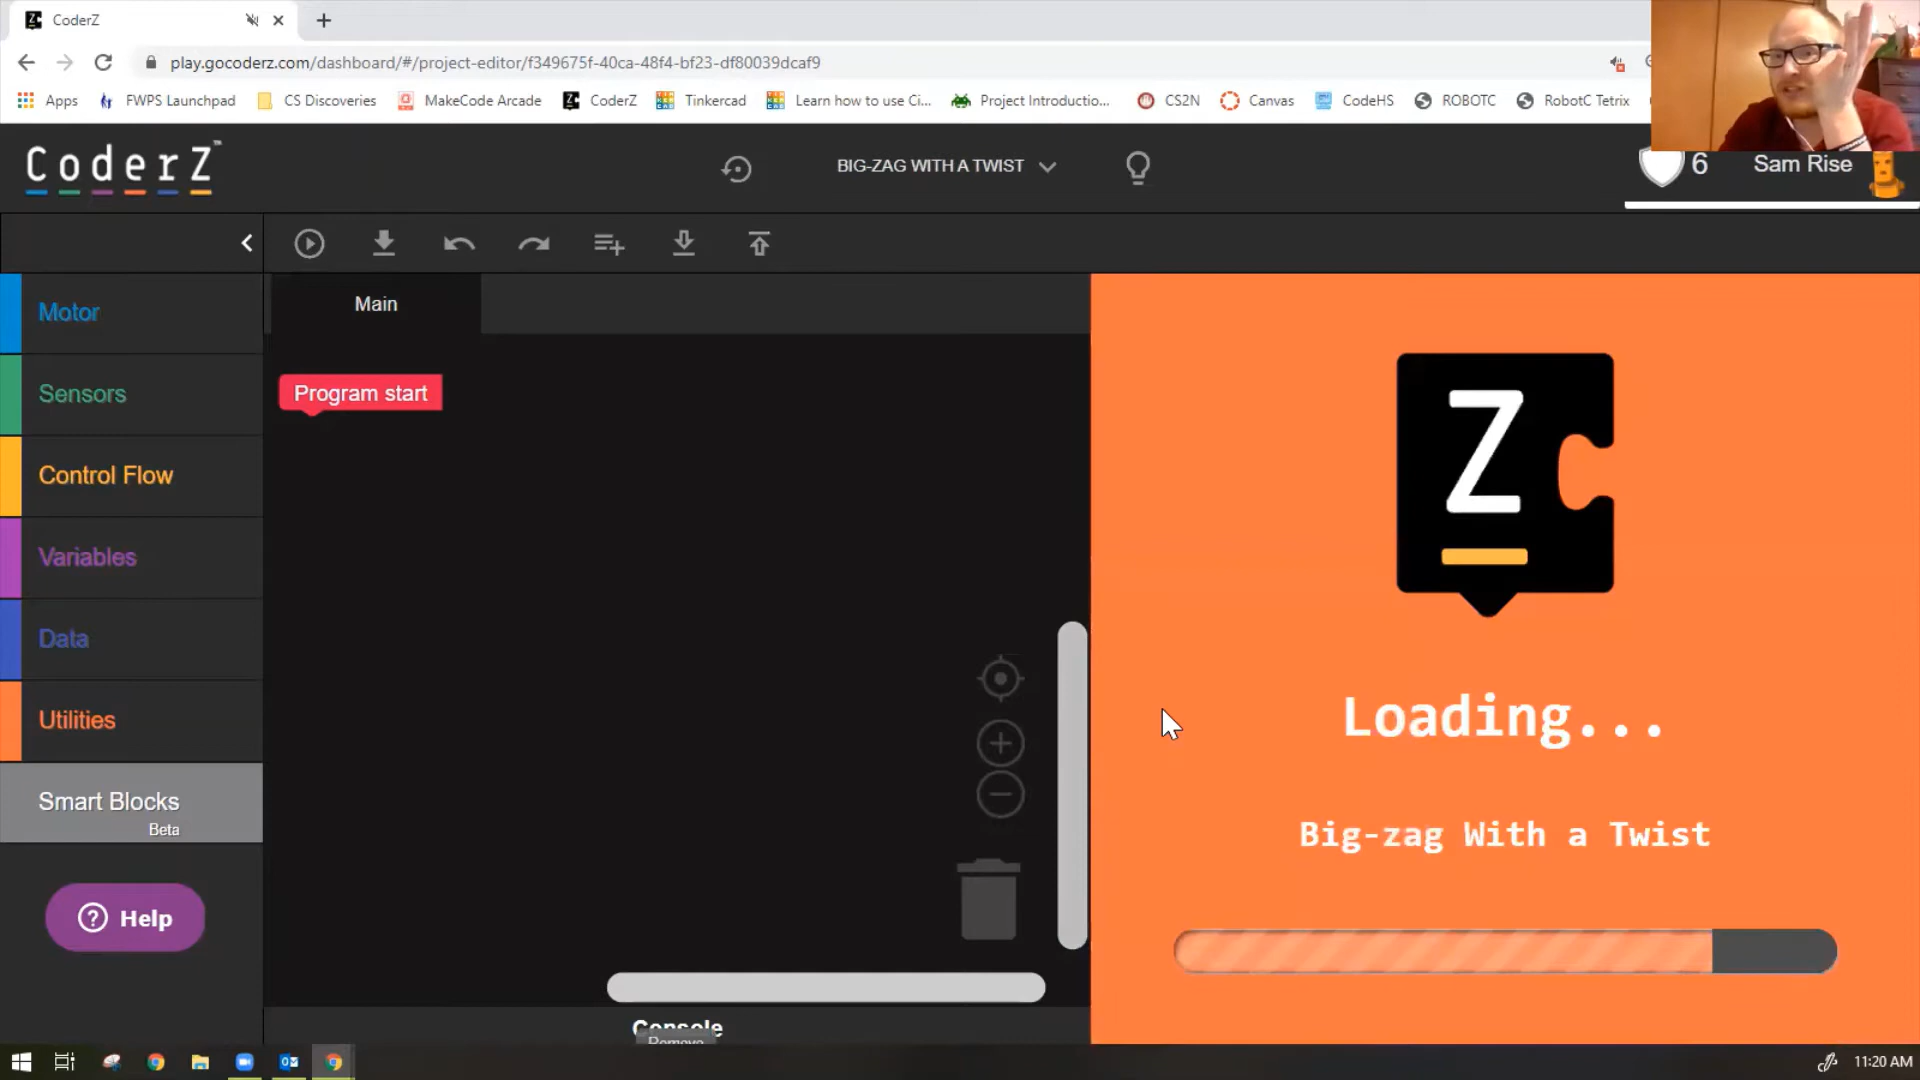 CoderZ
play.gocoderz.com/dashboard/#/project-editor/f349675f-40ca-48f4-bf23-df80039dcaf9
Apps FWPS Launchpad CS Discoveries MakeCode Arcade CoderZ Tinkercad Learn how to use Ci... Project Introductio... CS2N Canvas CodeHS ROBOTC RobotC Tetrix
CoderZ™
BIG-ZAG WITH A TWIST
6 Sam Rise
Main
Motor
Sensors
Control Flow
Variables
Data
Utilities
Smart Blocks
Beta
Help
Program start
Console
Remove
Z
Loading...
Big-zag With a Twist
11:20 AM